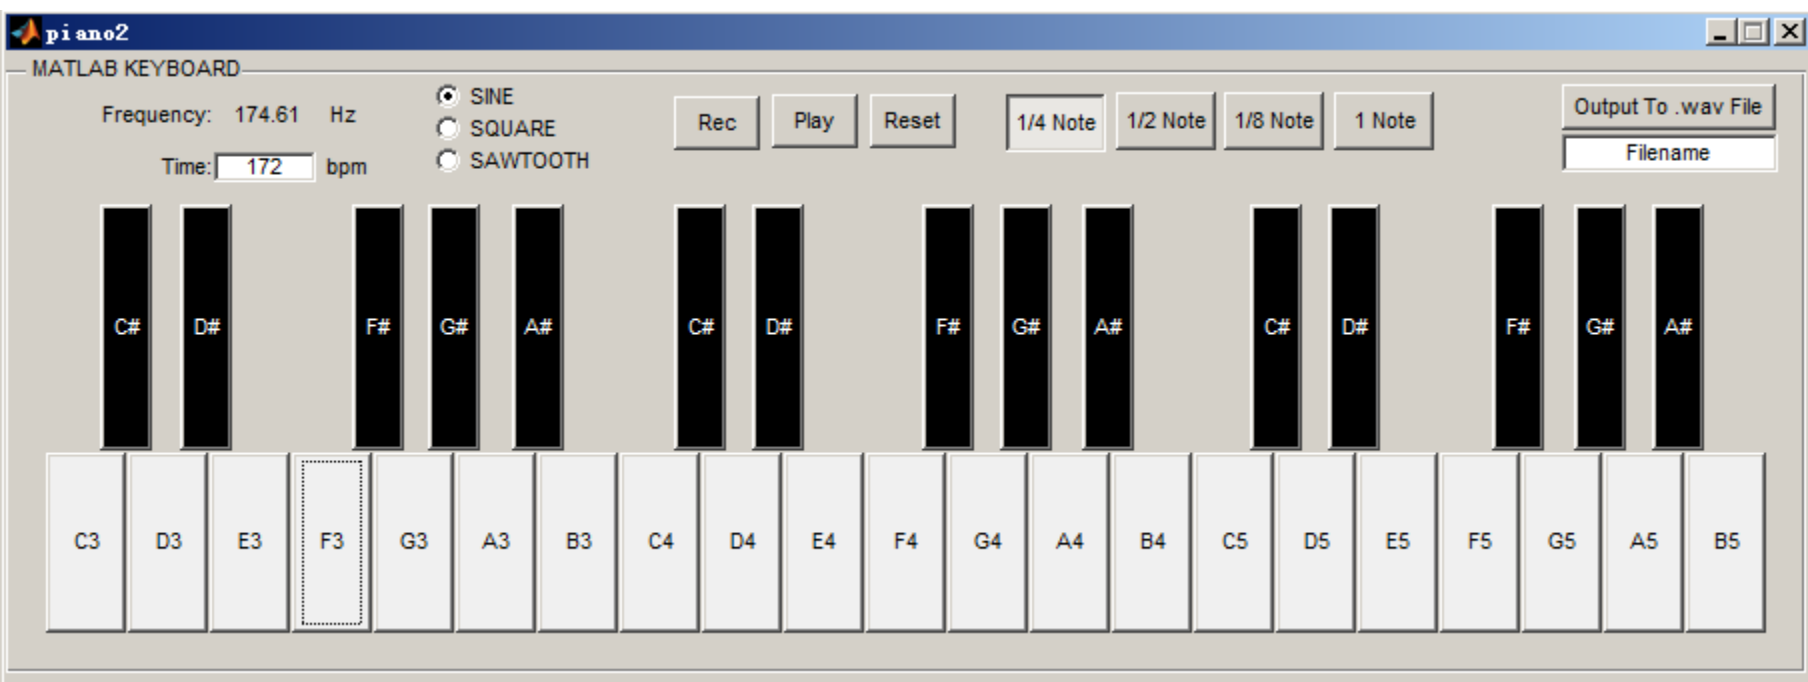 piano2
MATLAB KEYBOARD
Frequency: 174.61 Hz
Time: 172 bpm
SINE
SQUARE
SAWTOOTH
Rec Play Reset
1/4 Note 1/2 Note 1/8 Note 1 Note
Output To .wav File
Filename
C# D# F# G# A# C# D# F# G# A# C# D# F# G# A#
C3 D3 E3 F3 G3 A3 B3 C4 D4 E4 F4 G4 A4 B4 C5 D5 E5 F5 G5 A5 B5